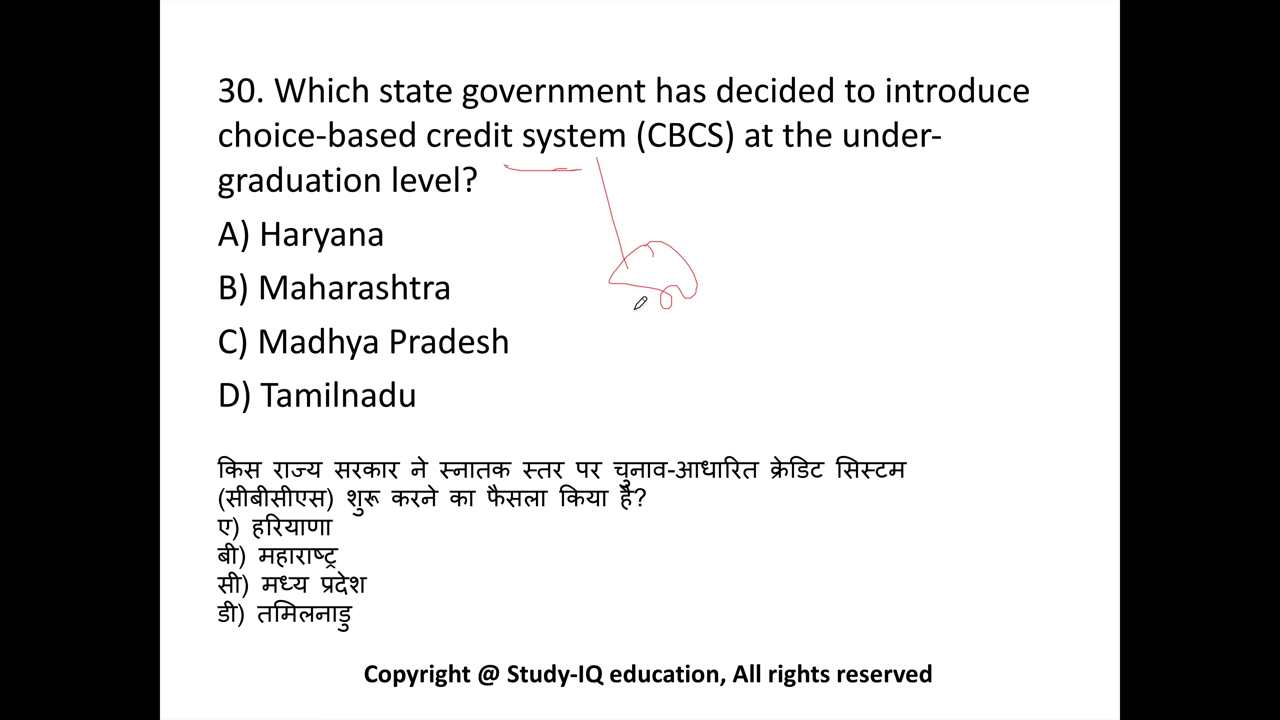 30. Which state government has decided to introduce
choice-based credit system (CBCS) at the under-
graduation level?
A) Haryana
B) Maharashtra
C) Madhya Pradesh
D) Tamilnadu
किस राज्य सरकार ने स्नातक स्तर पर चुनाव-आधारित क्रेडिट सिस्टम
(सीबीसीएस) शुरू करने का फैसला किया है?
ए) हरियाणा
बी) महाराष्ट्र
सी) मध्य प्रदेश
डी) तमिलनाडु
Copyright @ Study-IQ education, All rights reserved